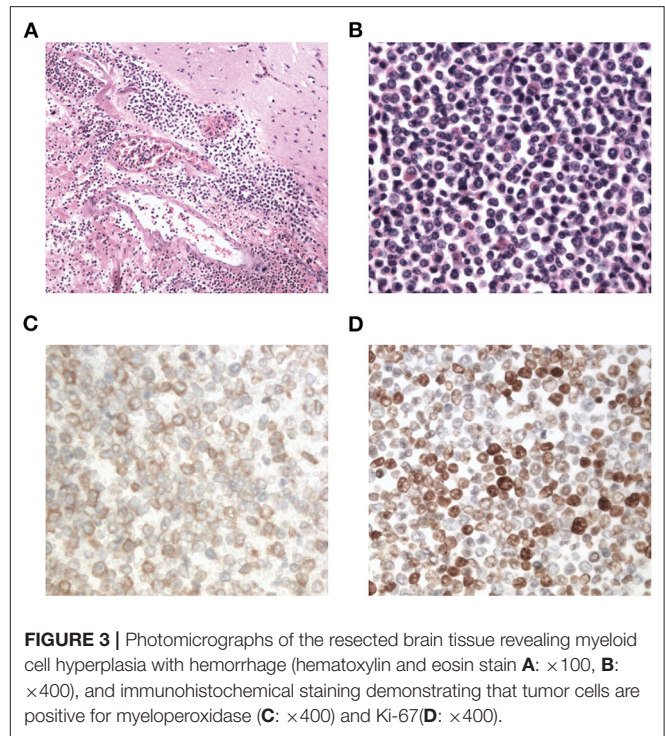 A
B
C
D
FIGURE 3 | Photomicrographs of the resected brain tissue revealing myeloid
cell hyperplasia with hemorrhage (hematoxylin and eosin stain A: ×100, B:
×400), and immunohistochemical staining demonstrating that tumor cells are
positive for myeloperoxidase (C: ×400) and Ki-67(D: ×400).